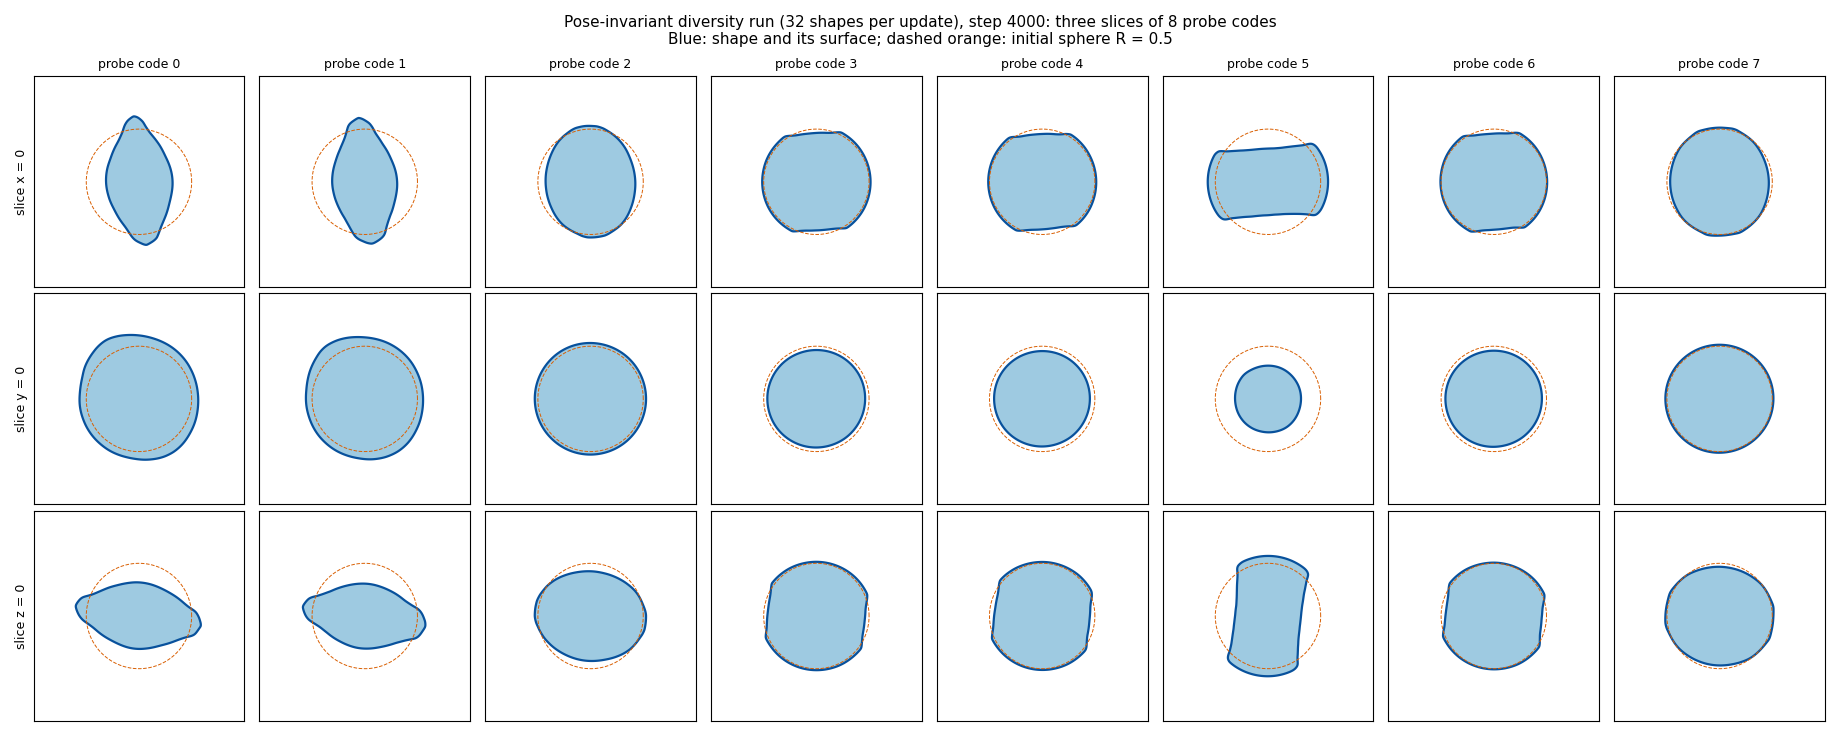 Pose-invariant diversity run (32 shapes per update), step 4000: three slices of 8 probe codes
Blue: shape and its surface; dashed orange: initial sphere R = 0.5
probe code 0
probe code 1
probe code 2
probe code 3
probe code 4
probe code 5
probe code 6
probe code 7
slice x = 0
slice y = 0
slice z = 0